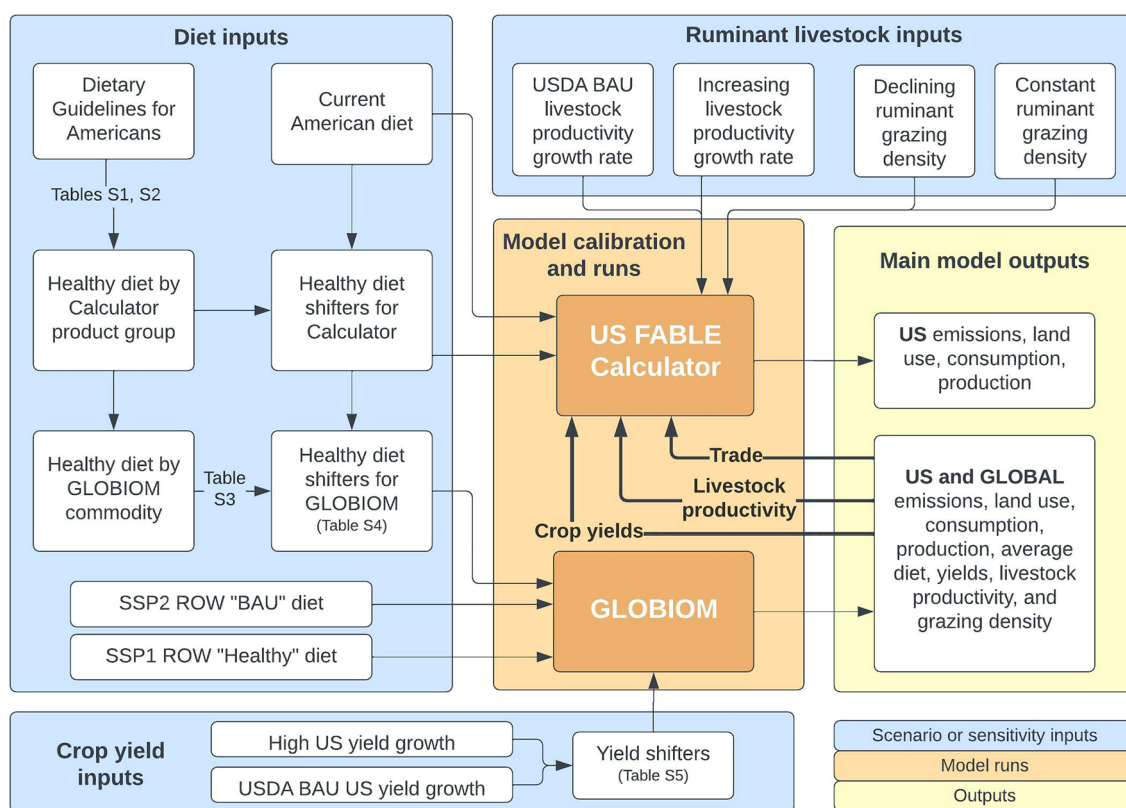 Diet inputs
Dietary
Guidelines for
Americans
Current
American diet
Tables S1, S2
Healthy diet by
Calculator
product group
Healthy diet
shifters for
Calculator
Healthy diet by
GLOBIOM
commodity
Table
S3
Healthy diet
shifters for
GLOBIOM
(Table S4)
SSP2 ROW "BAU" diet
SSP1 ROW "Healthy" diet
Ruminant livestock inputs
USDA BAU
livestock
productivity
growth rate
Increasing
livestock
productivity
growth rate
Declining
ruminant
grazing
density
Constant
ruminant
grazing
density
Model calibration
and runs
US FABLE
Calculator
Trade
Livestock
productivity
Crop yields
GLOBIOM
Main model outputs
US emissions, land
use, consumption,
production
US and GLOBAL
emissions, land use,
consumption,
production, average
diet, yields, livestock
productivity, and
grazing density
Crop yield
inputs
High US yield growth
USDA BAU US yield growth
Yield shifters
(Table S5)
Scenario or sensitivity inputs
Model runs
Outputs